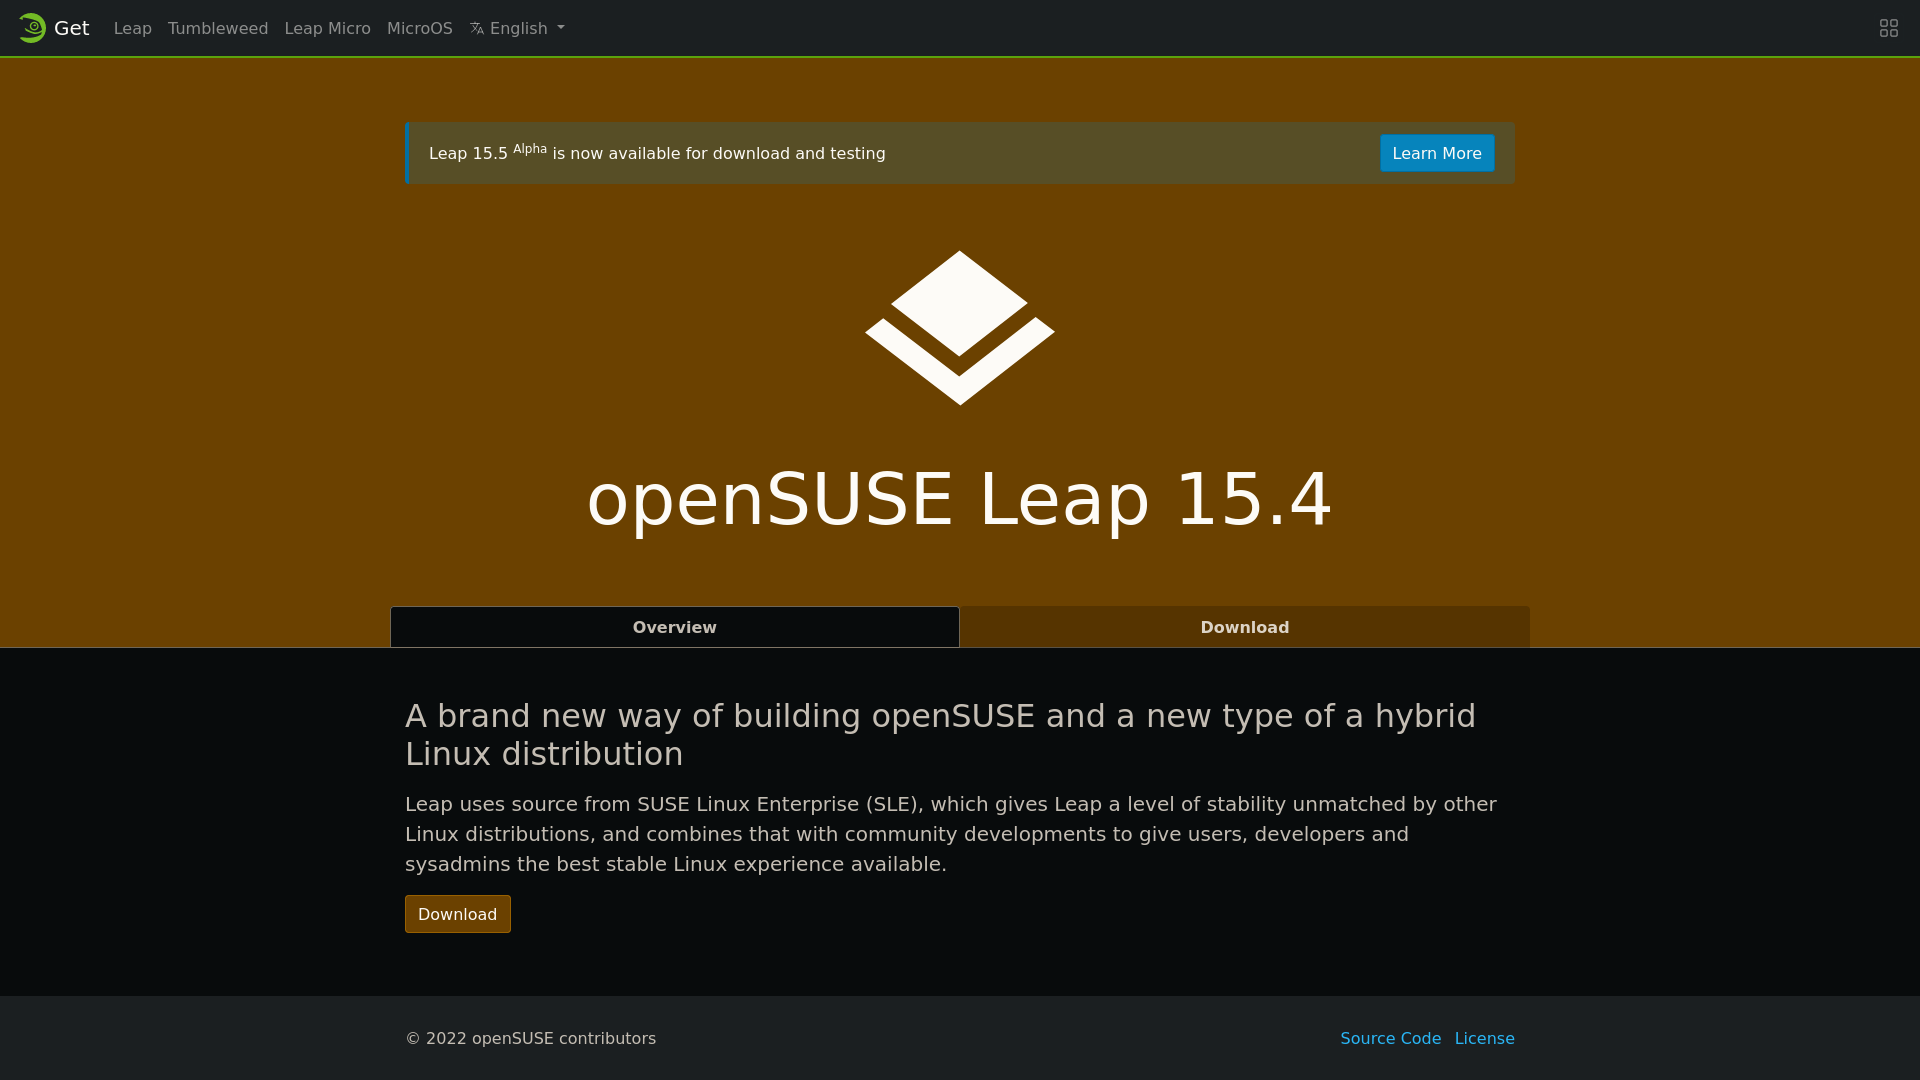 Get Leap Tumbleweed Leap Micro MicroOS English
Leap 15.5 Alpha is now available for download and testing
Learn More
openSUSE Leap 15.4
Overview
Download
A brand new way of building openSUSE and a new type of a hybrid
Linux distribution
Leap uses source from SUSE Linux Enterprise (SLE), which gives Leap a level of stability unmatched by other
Linux distributions, and combines that with community developments to give users, developers and
sysadmins the best stable Linux experience available.
Download
© 2022 openSUSE contributors
Source Code License